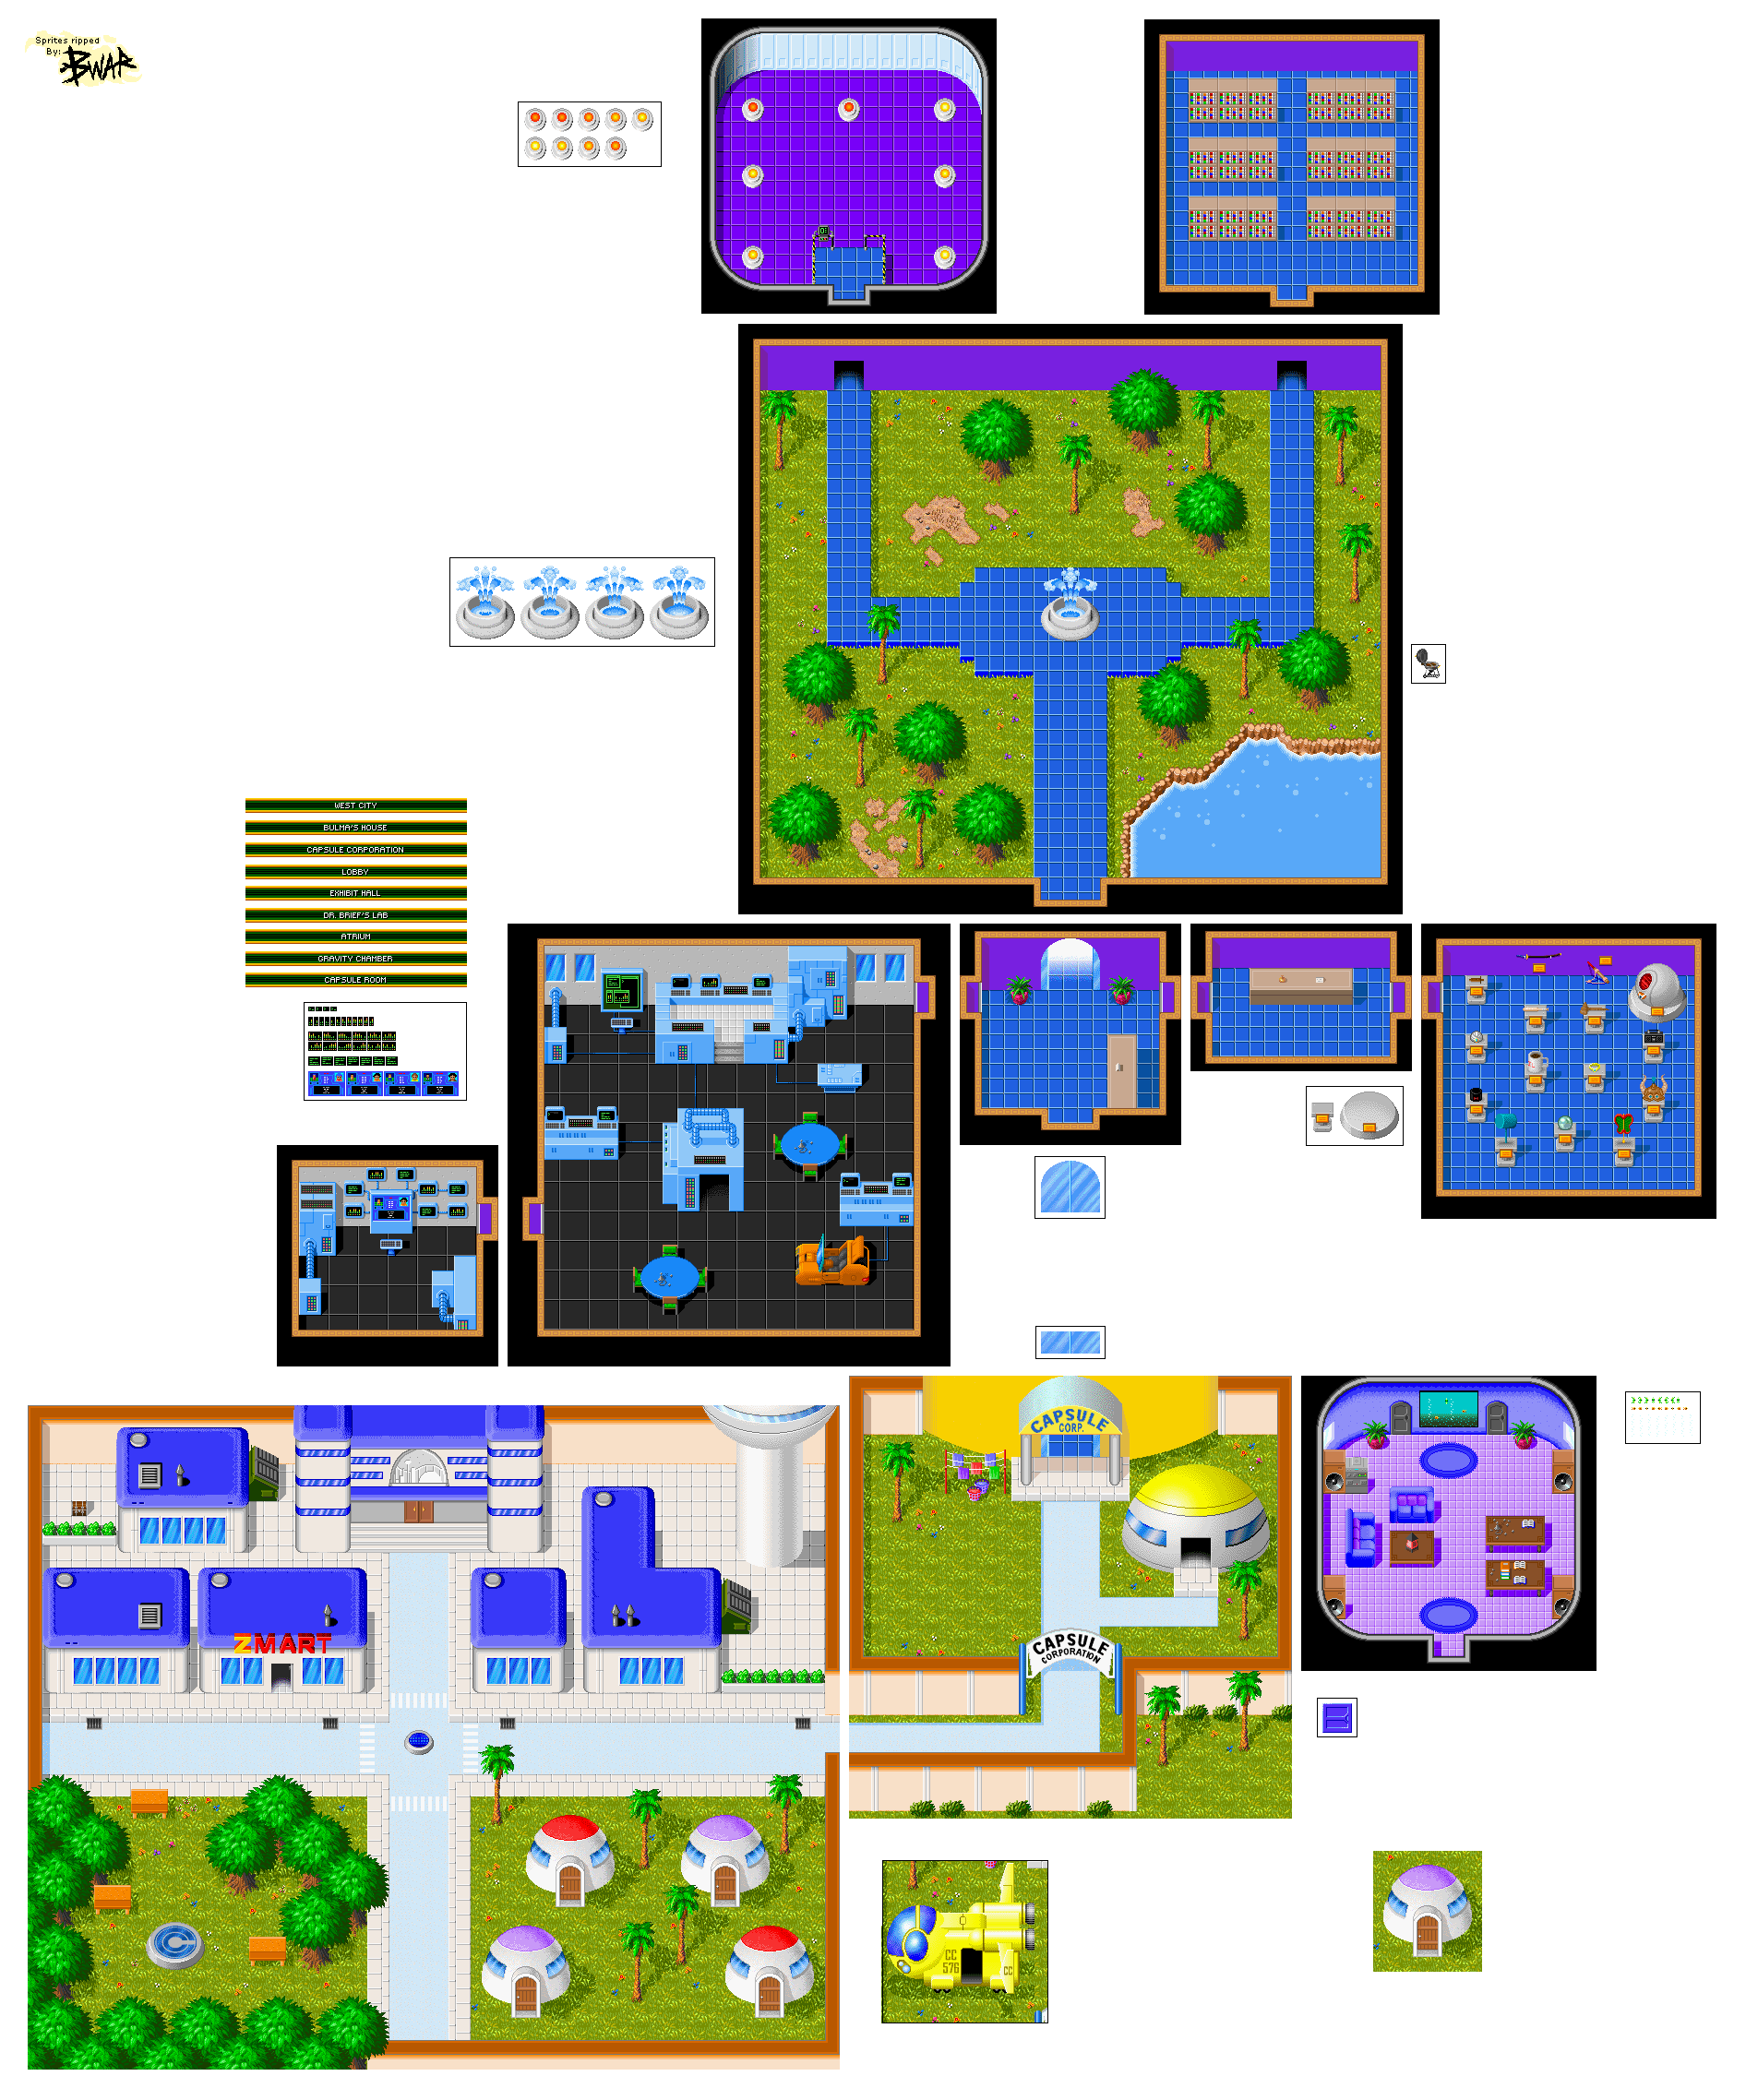 Sprites ripped
By:
BWAR
WEST CITY
BULMA'S HOUSE
CAPSULE CORPORATION
LOBBY
EXHIBIT HALL
DR. BRIEF'S LAB
ATRIUM
GRAVITY CHAMBER
CAPSULE ROOM
CAPSULE
CORP.
ZMART
CAPSULE
CORPORATION
CC
576
CC